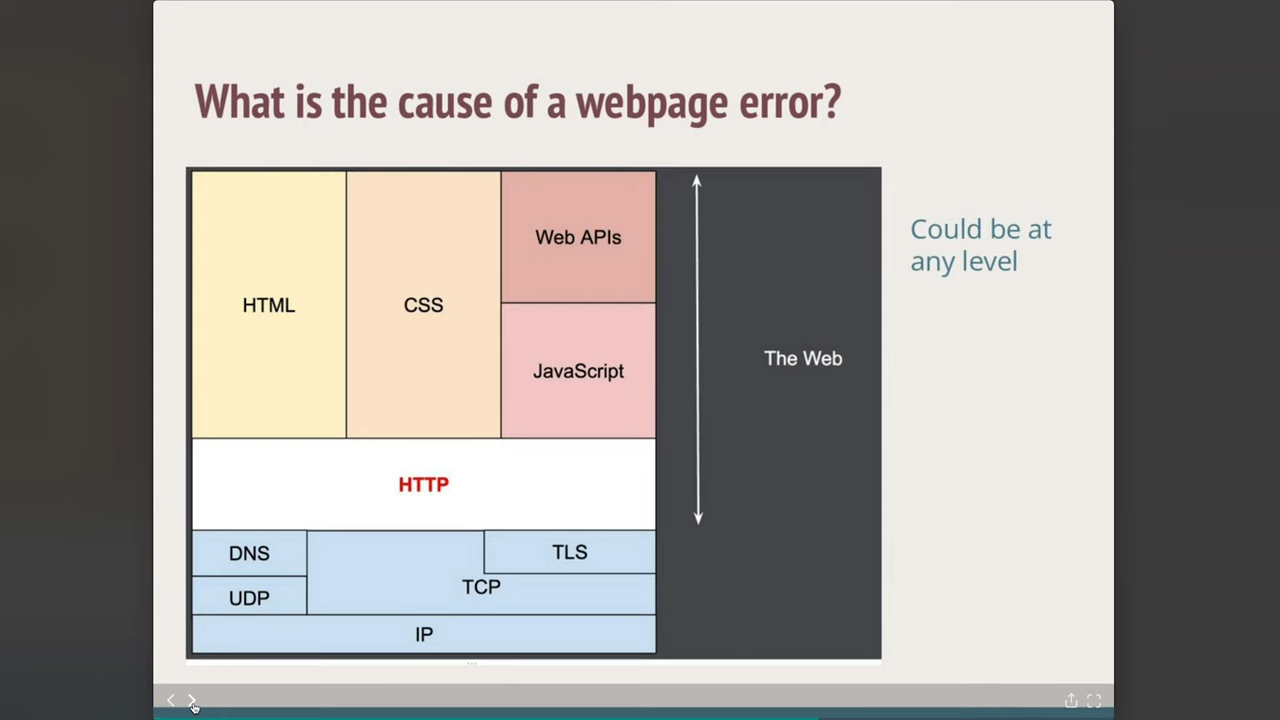 What is the cause of a webpage error?
HTML
CSS
Web APIs
JavaScript
The Web
Could be at
any level
HTTP
DNS
TLS
UDP
TCP
IP